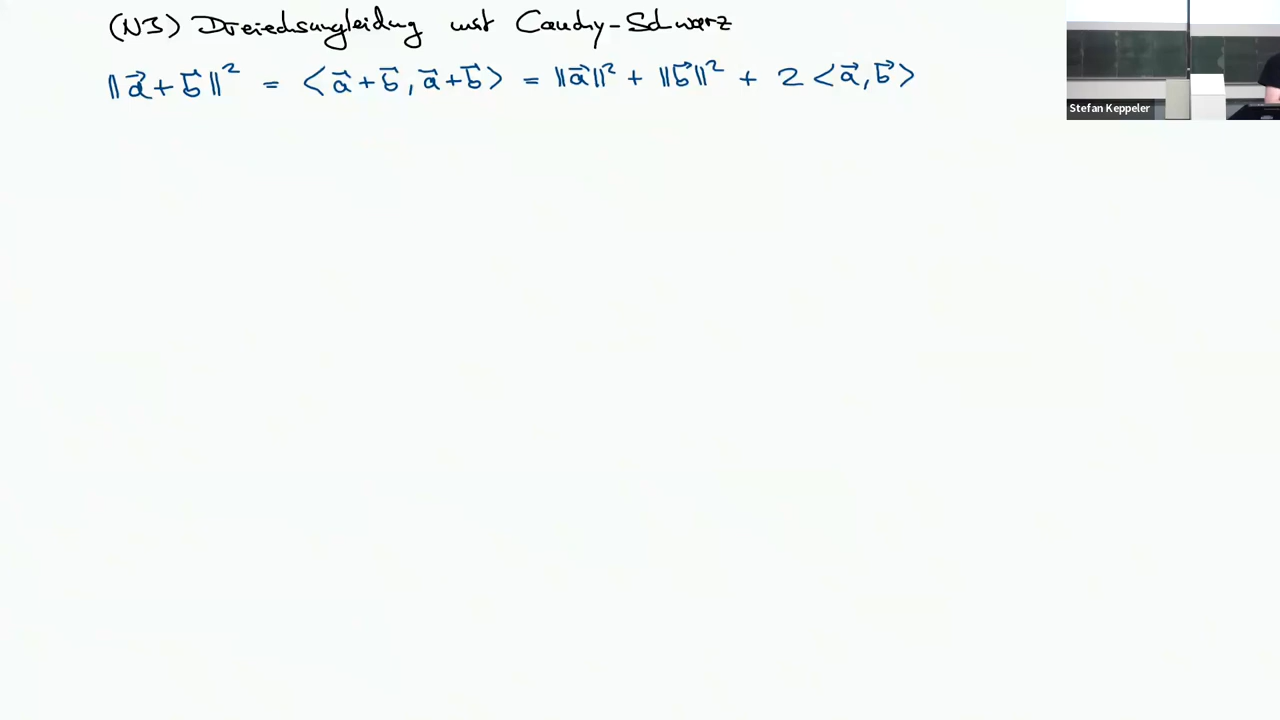 (N3) Dreiecksungleichung mit Cauchy-Schwarz
‖a⃗+b⃗‖² = <a⃗+b⃗, a⃗+b⃗> = ‖a⃗‖² + ‖b⃗‖² + 2<a⃗,b⃗>
Stefan Keppeler